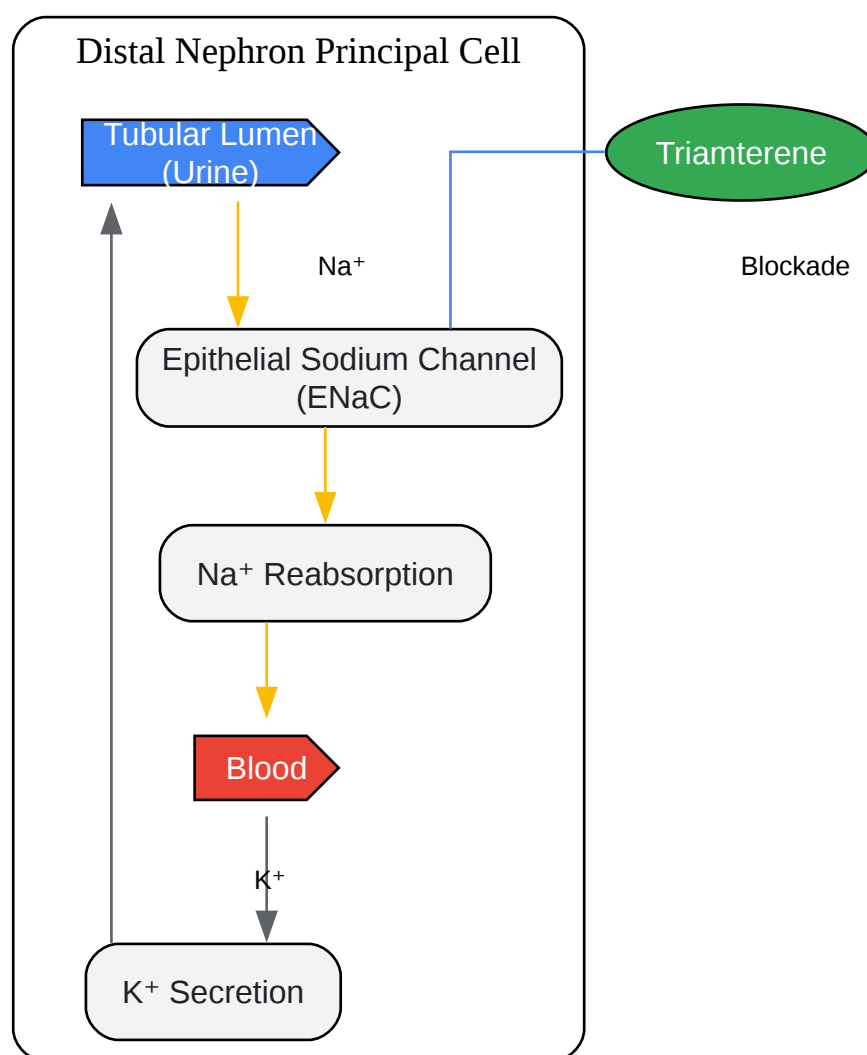 Distal Nephron Principal Cell
Tubular Lumen
(Urine)
Triamterene
Na⁺
Blockade
Epithelial Sodium Channel
(ENaC)
Na⁺ Reabsorption
Blood
K⁺
K⁺ Secretion